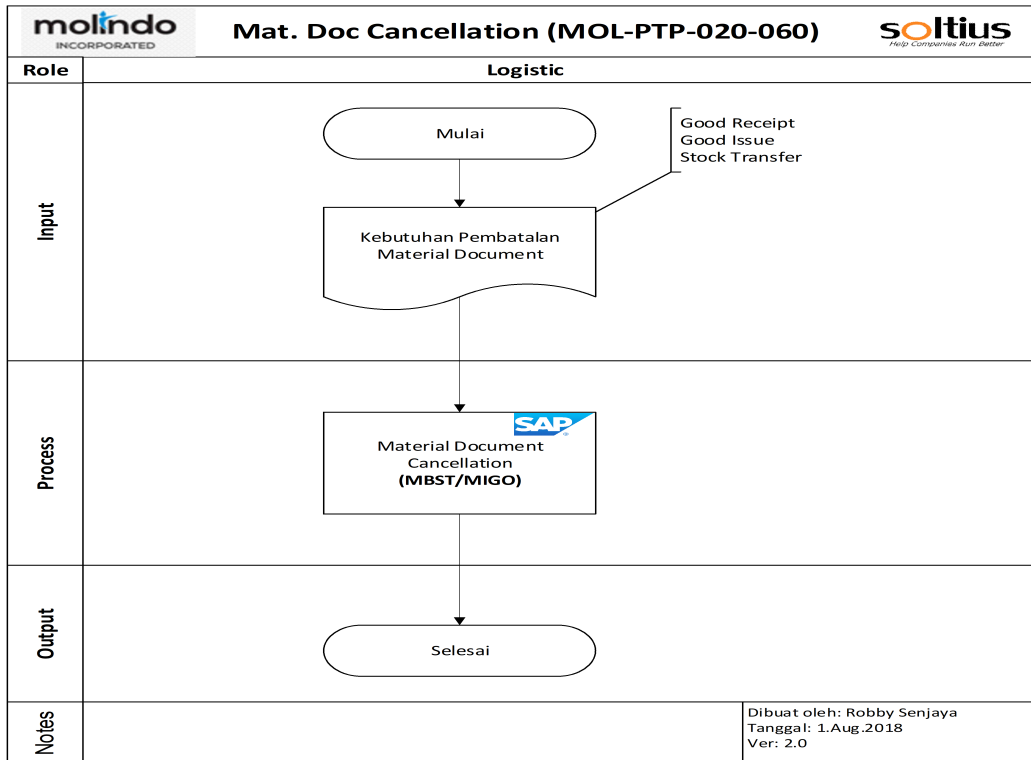 molindo
INCORPORATED
Mat. Doc Cancellation (MOL-PTP-020-060)
soltius
Help Companies Run Better
Role
Logistic
Input
Mulai
Good Receipt
Good Issue
Stock Transfer
Kebutuhan Pembatalan
Material Document
Process
SAP
Material Document
Cancellation
(MBST/MIGO)
Output
Selesai
Notes
Dibuat oleh: Robby Senjaya
Tanggal: 1.Aug.2018
Ver: 2.0